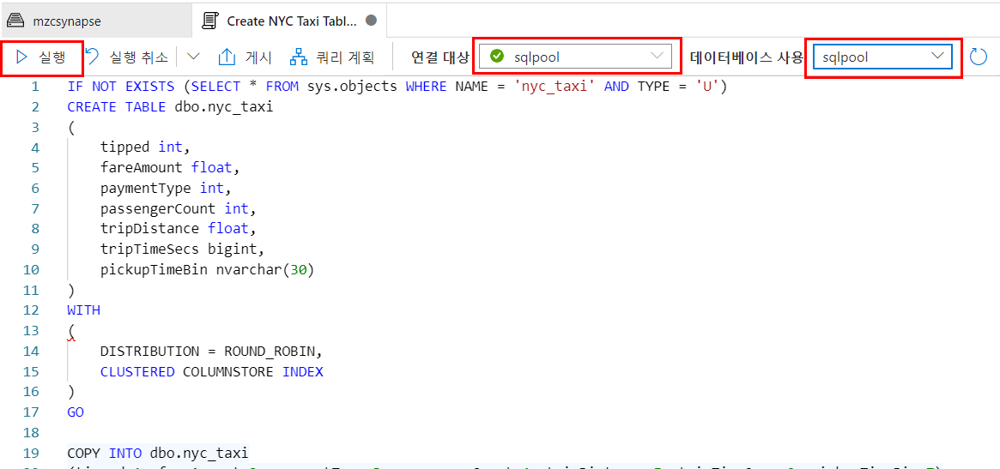 mzcsynapse
Create NYC Taxi Tabl...
실행 실행 취소 게시 쿼리 계획 연결 대상 sqlpool 데이터베이스 사용 sqlpool
1 IF NOT EXISTS (SELECT * FROM sys.objects WHERE NAME = 'nyc_taxi' AND TYPE = 'U')
2 CREATE TABLE dbo.nyc_taxi
3 (
4 tipped int,
5 fareAmount float,
6 paymentType int,
7 passengerCount int,
8 tripDistance float,
9 tripTimeSecs bigint,
10 pickupTimeBin nvarchar(30)
11 )
12 WITH
13 (
14 DISTRIBUTION = ROUND_ROBIN,
15 CLUSTERED COLUMNSTORE INDEX
16 )
17 GO
18
19 COPY INTO dbo.nyc_taxi